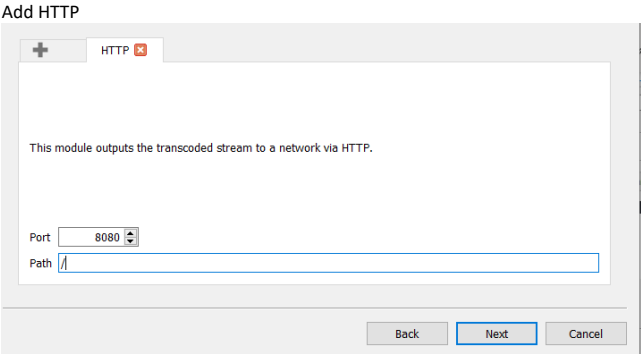 Add HTTP
HTTP
This module outputs the transcoded stream to a network via HTTP.
Port 8080
Path /
Back Next Cancel